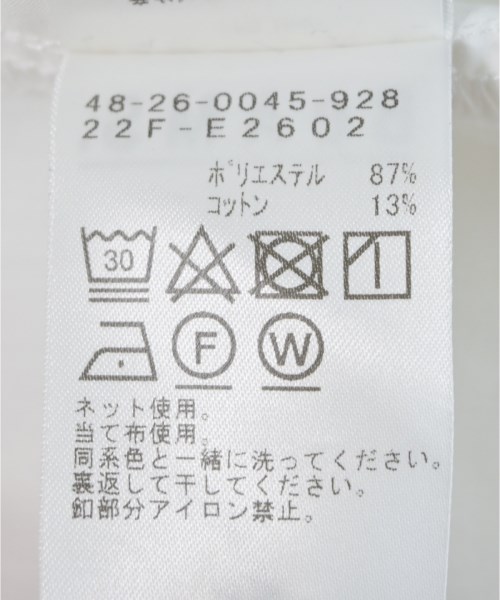 48-26-0045-928
22F-E2602
ポリエステル 87%
コットン 13%
30
F W
ネット使用。
当て布使用。
同系色と一緒に洗ってください。
裏返して干してください。
釦部分アイロン禁止。